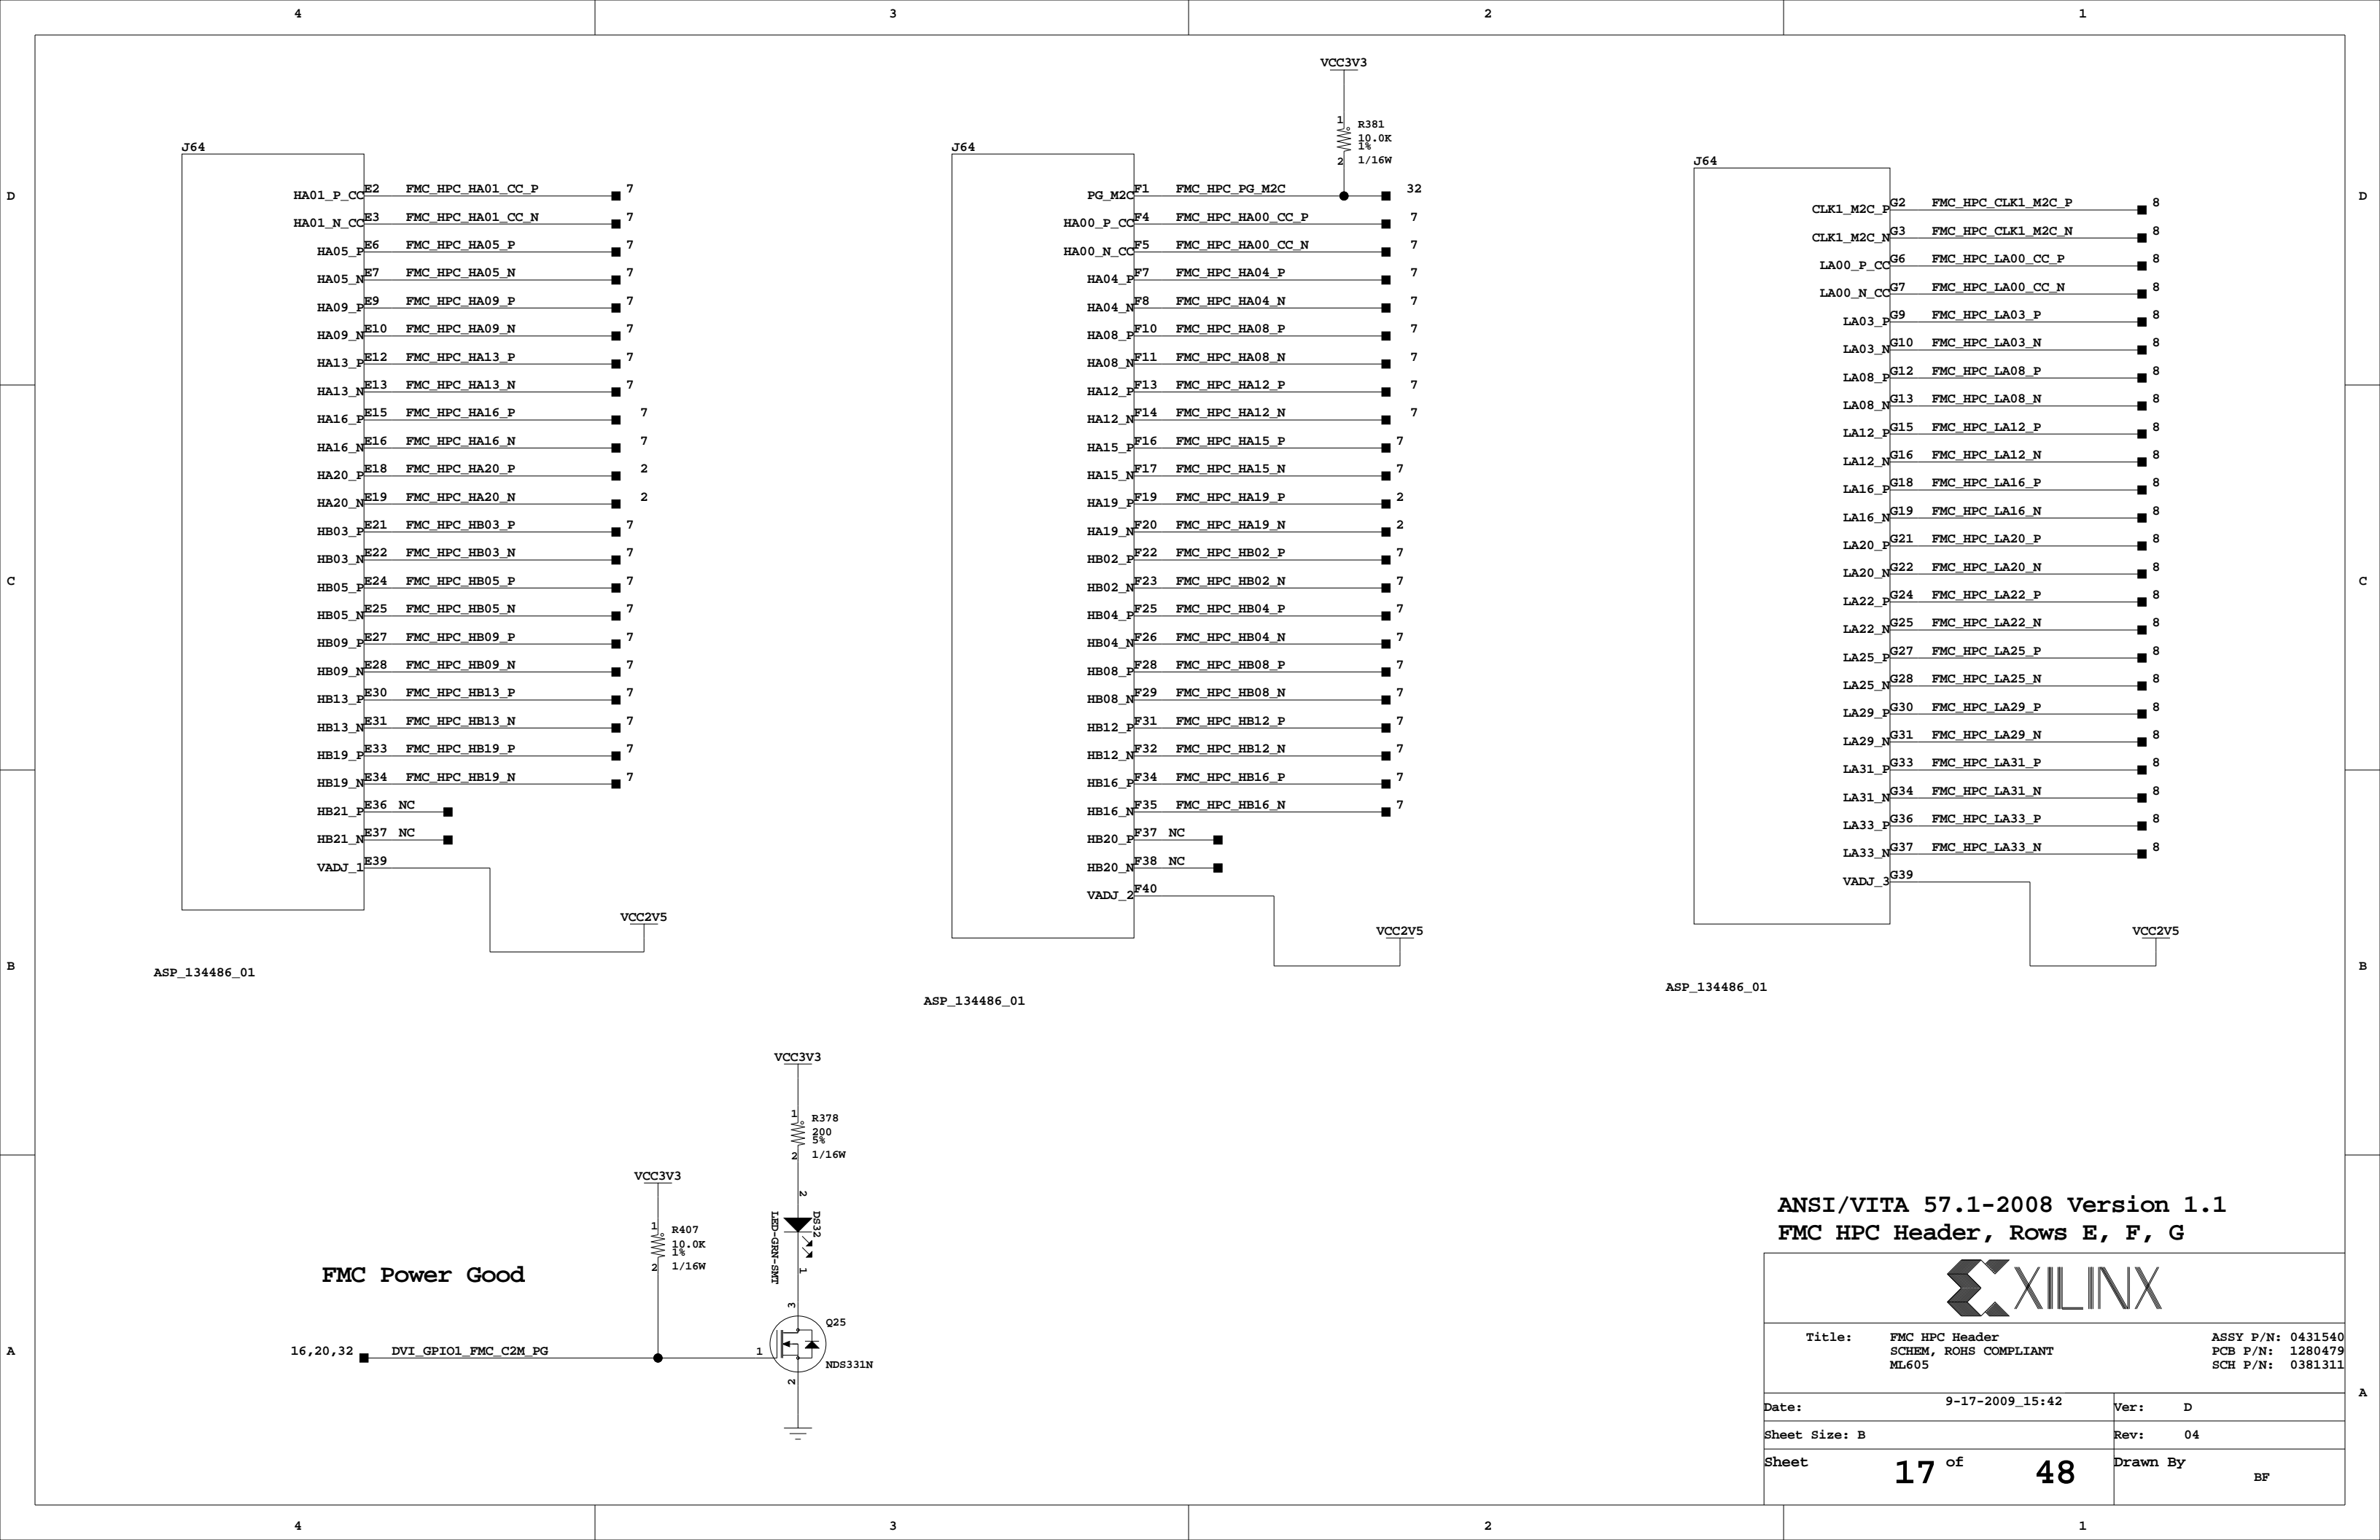 4 3 2 1
VCC3V3
1 R381
10.0K
1%
2 1/16W
J64
HA01_P_CC E2 FMC_HPC_HA01_CC_P 7
HA01_N_CC E3 FMC_HPC_HA01_CC_N 7
HA05_P E6 FMC_HPC_HA05_P 7
HA05_N E7 FMC_HPC_HA05_N 7
HA09_P E9 FMC_HPC_HA09_P 7
HA09_N E10 FMC_HPC_HA09_N 7
HA13_P E12 FMC_HPC_HA13_P 7
HA13_N E13 FMC_HPC_HA13_N 7
HA16_P E15 FMC_HPC_HA16_P 7
HA16_N E16 FMC_HPC_HA16_N 7
HA20_P E18 FMC_HPC_HA20_P 2
HA20_N E19 FMC_HPC_HA20_N 2
HB03_P E21 FMC_HPC_HB03_P 7
HB03_N E22 FMC_HPC_HB03_N 7
HB05_P E24 FMC_HPC_HB05_P 7
HB05_N E25 FMC_HPC_HB05_N 7
HB09_P E27 FMC_HPC_HB09_P 7
HB09_N E28 FMC_HPC_HB09_N 7
HB13_P E30 FMC_HPC_HB13_P 7
HB13_N E31 FMC_HPC_HB13_N 7
HB19_P E33 FMC_HPC_HB19_P 7
HB19_N E34 FMC_HPC_HB19_N 7
HB21_P E36 NC
HB21_N E37 NC
VADJ_1 E39
VCC2V5
ASP_134486_01
J64
PG_M2C F1 FMC_HPC_PG_M2C 32
HA00_P_CC F4 FMC_HPC_HA00_CC_P 7
HA00_N_CC F5 FMC_HPC_HA00_CC_N 7
HA04_P F7 FMC_HPC_HA04_P 7
HA04_N F8 FMC_HPC_HA04_N 7
HA08_P F10 FMC_HPC_HA08_P 7
HA08_N F11 FMC_HPC_HA08_N 7
HA12_P F13 FMC_HPC_HA12_P 7
HA12_N F14 FMC_HPC_HA12_N 7
HA15_P F16 FMC_HPC_HA15_P 7
HA15_N F17 FMC_HPC_HA15_N 7
HA19_P F19 FMC_HPC_HA19_P 2
HA19_N F20 FMC_HPC_HA19_N 2
HB02_P F22 FMC_HPC_HB02_P 7
HB02_N F23 FMC_HPC_HB02_N 7
HB04_P F25 FMC_HPC_HB04_P 7
HB04_N F26 FMC_HPC_HB04_N 7
HB08_P F28 FMC_HPC_HB08_P 7
HB08_N F29 FMC_HPC_HB08_N 7
HB12_P F31 FMC_HPC_HB12_P 7
HB12_N F32 FMC_HPC_HB12_N 7
HB16_P F34 FMC_HPC_HB16_P 7
HB16_N F35 FMC_HPC_HB16_N 7
HB20_P F37 NC
HB20_N F38 NC
VADJ_2 F40
VCC2V5
ASP_134486_01
J64
CLK1_M2C_P G2 FMC_HPC_CLK1_M2C_P 8
CLK1_M2C_N G3 FMC_HPC_CLK1_M2C_N 8
LA00_P_CC G6 FMC_HPC_LA00_CC_P 8
LA00_N_CC G7 FMC_HPC_LA00_CC_N 8
LA03_P G9 FMC_HPC_LA03_P 8
LA03_N G10 FMC_HPC_LA03_N 8
LA08_P G12 FMC_HPC_LA08_P 8
LA08_N G13 FMC_HPC_LA08_N 8
LA12_P G15 FMC_HPC_LA12_P 8
LA12_N G16 FMC_HPC_LA12_N 8
LA16_P G18 FMC_HPC_LA16_P 8
LA16_N G19 FMC_HPC_LA16_N 8
LA20_P G21 FMC_HPC_LA20_P 8
LA20_N G22 FMC_HPC_LA20_N 8
LA22_P G24 FMC_HPC_LA22_P 8
LA22_N G25 FMC_HPC_LA22_N 8
LA25_P G27 FMC_HPC_LA25_P 8
LA25_N G28 FMC_HPC_LA25_N 8
LA29_P G30 FMC_HPC_LA29_P 8
LA29_N G31 FMC_HPC_LA29_N 8
LA31_P G33 FMC_HPC_LA31_P 8
LA31_N G34 FMC_HPC_LA31_N 8
LA33_P G36 FMC_HPC_LA33_P 8
LA33_N G37 FMC_HPC_LA33_N 8
VADJ_3 G39
VCC2V5
ASP_134486_01
D D
C C
B B
A A
VCC3V3
1 R378
200
5%
2 1/16W
VCC3V3
1 R407
10.0K
1%
2 1/16W
2
DS32
LED-GRN-SMT
1
FMC Power Good
3
Q25
16,20,32 DVI_GPIO1_FMC_C2M_PG 1
NDS331N
2
ANSI/VITA 57.1-2008 Version 1.1
FMC HPC Header, Rows E, F, G
XILINX
Title: FMC HPC Header ASSY P/N: 0431540
SCHEM, ROHS COMPLIANT PCB P/N: 1280479
ML605 SCH P/N: 0381311
Date: 9-17-2009_15:42 Ver: D
Sheet Size: B Rev: 04
Sheet 17 of 48 Drawn By
BF
4 3 2 1